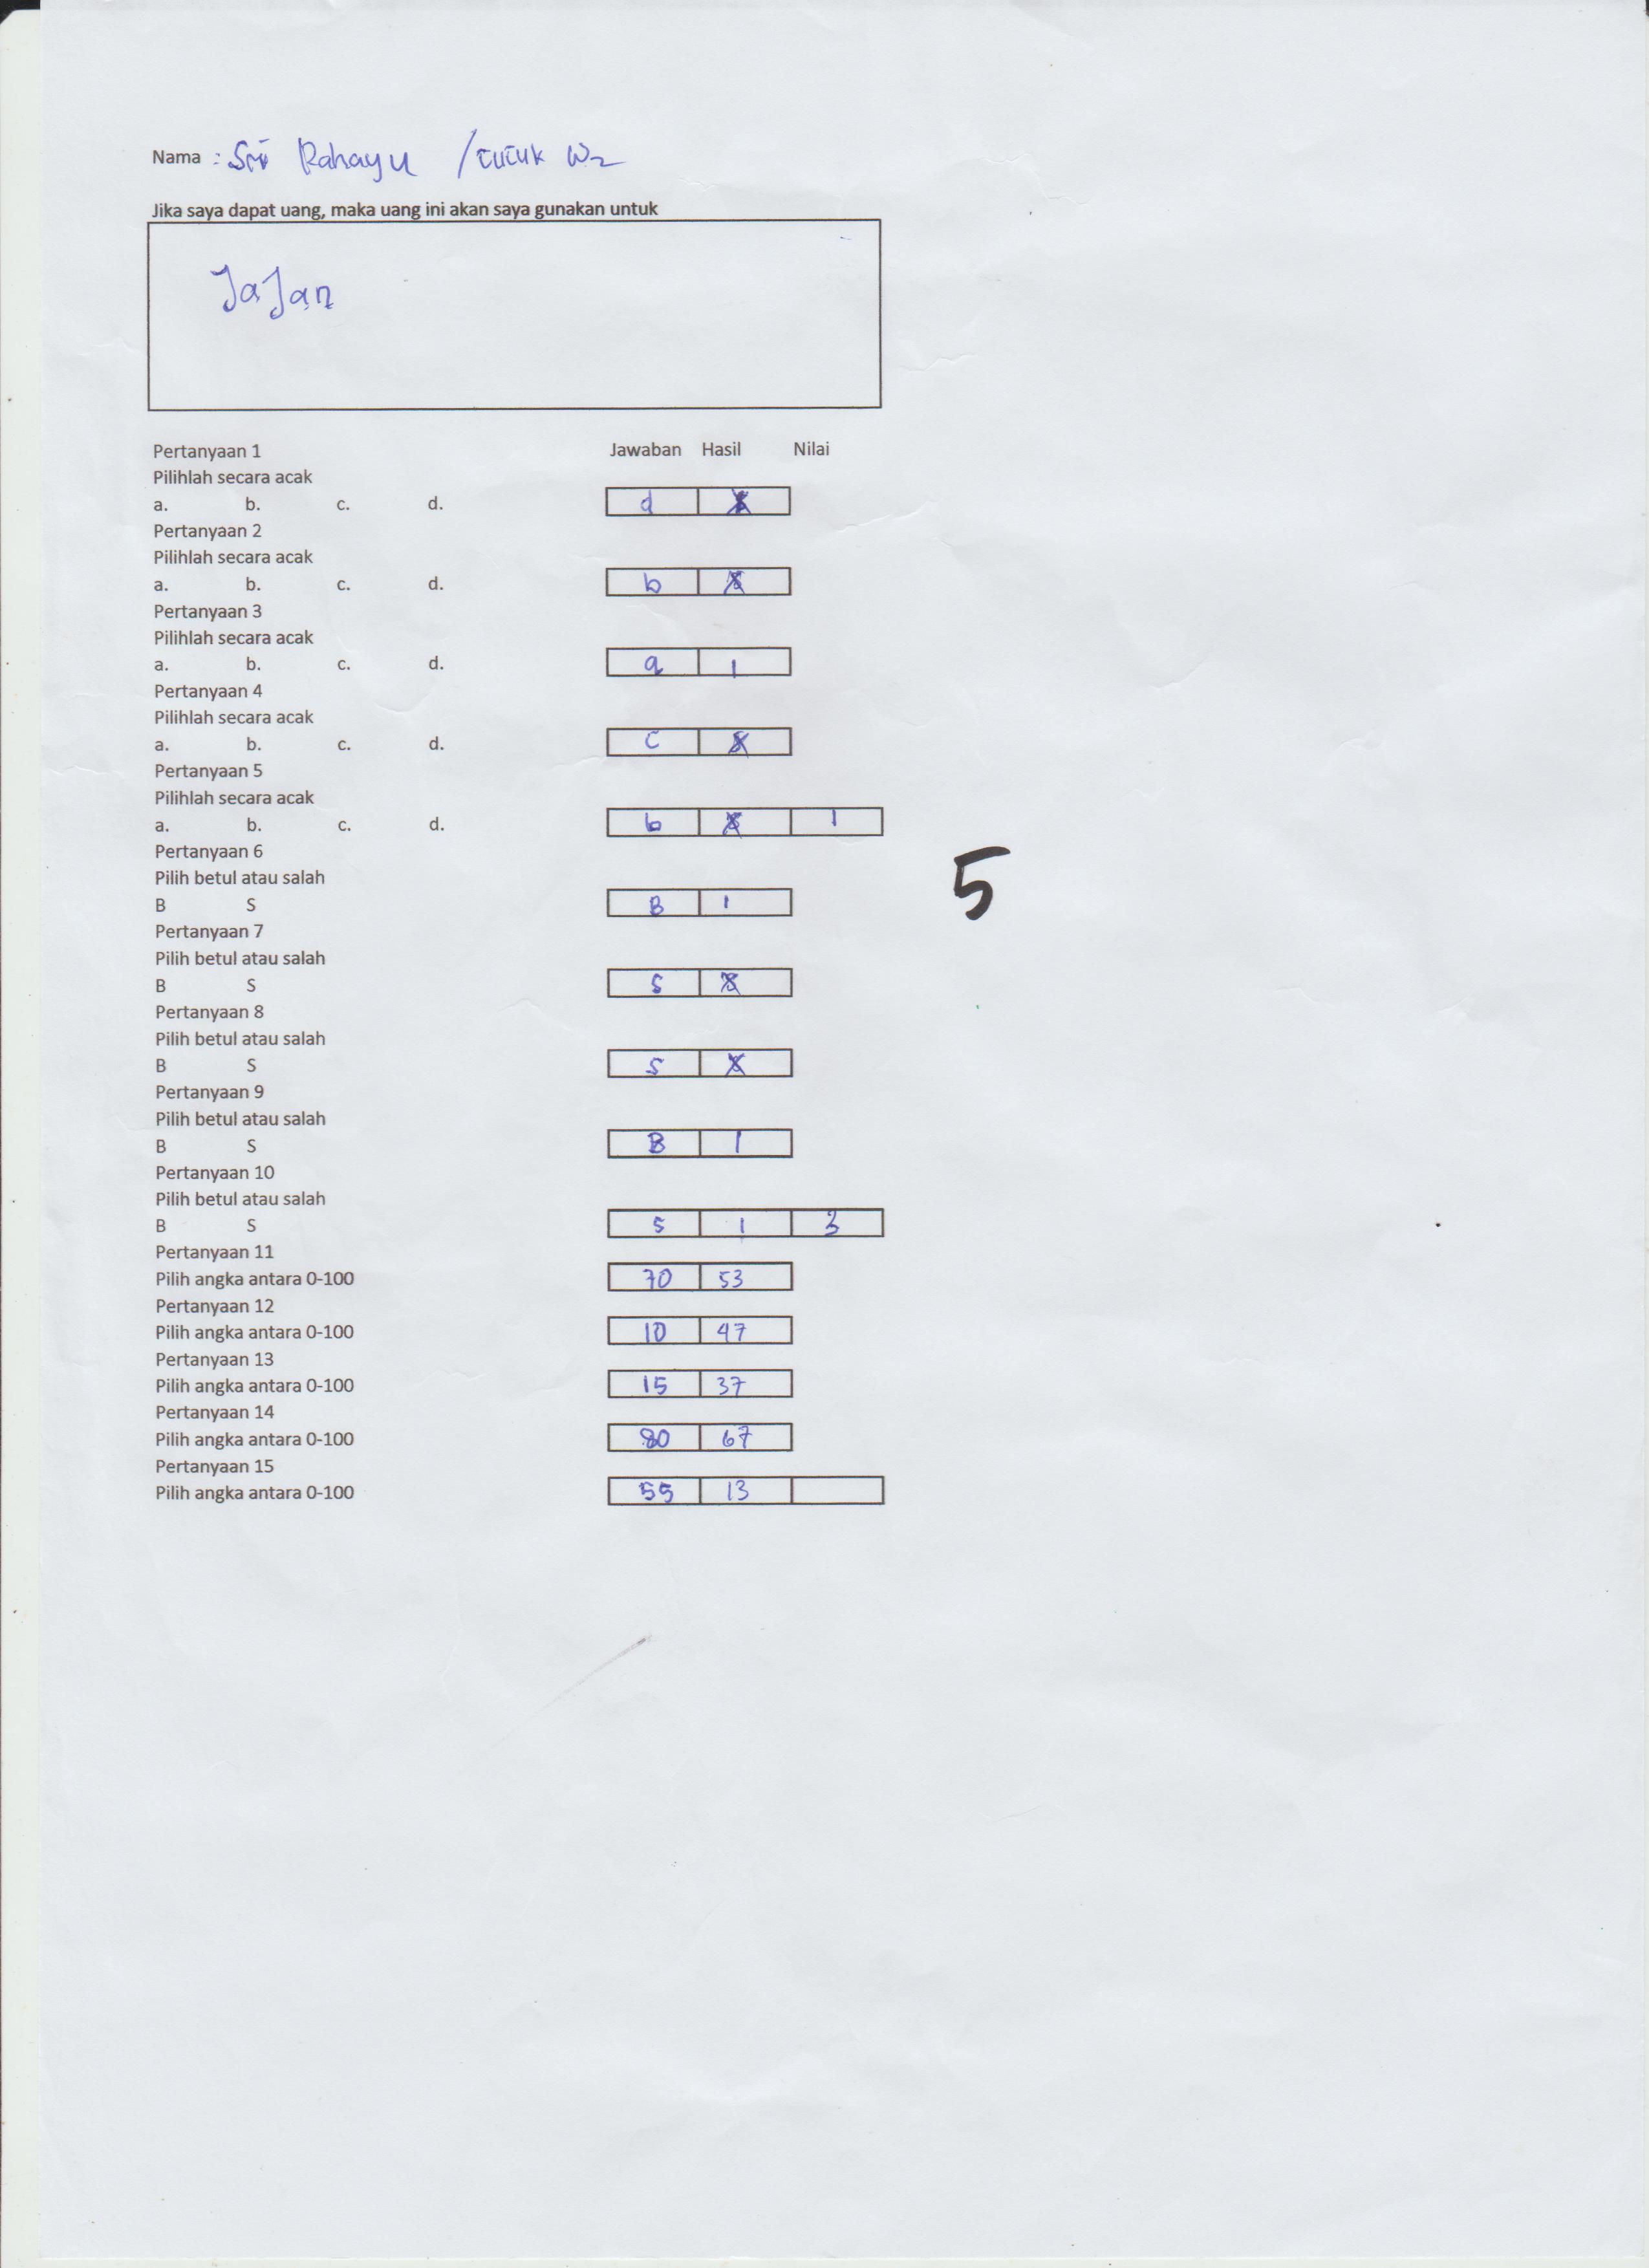 Nama : Sri Rahayu / Tutuk W2
Jika saya dapat uang, maka uang ini akan saya gunakan untuk
JaJan
Pertanyaan 1 Jawaban Hasil Nilai
Pilihlah secara acak
a. b. c. d. d
Pertanyaan 2
Pilihlah secara acak
a. b. c. d. b
Pertanyaan 3
Pilihlah secara acak
a. b. c. d. a 1
Pertanyaan 4
Pilihlah secara acak
a. b. c. d. c
Pertanyaan 5
Pilihlah secara acak
a. b. c. d. b 1
Pertanyaan 6
Pilih betul atau salah
5
B S B 1
Pertanyaan 7
Pilih betul atau salah
B S S
Pertanyaan 8
Pilih betul atau salah
B S S
Pertanyaan 9
Pilih betul atau salah
B S B 1
Pertanyaan 10
Pilih betul atau salah
B S S 1 3
Pertanyaan 11
Pilih angka antara 0-100 70 53
Pertanyaan 12
Pilih angka antara 0-100 10 47
Pertanyaan 13
Pilih angka antara 0-100 15 37
Pertanyaan 14
Pilih angka antara 0-100 80 67
Pertanyaan 15
Pilih angka antara 0-100 55 13